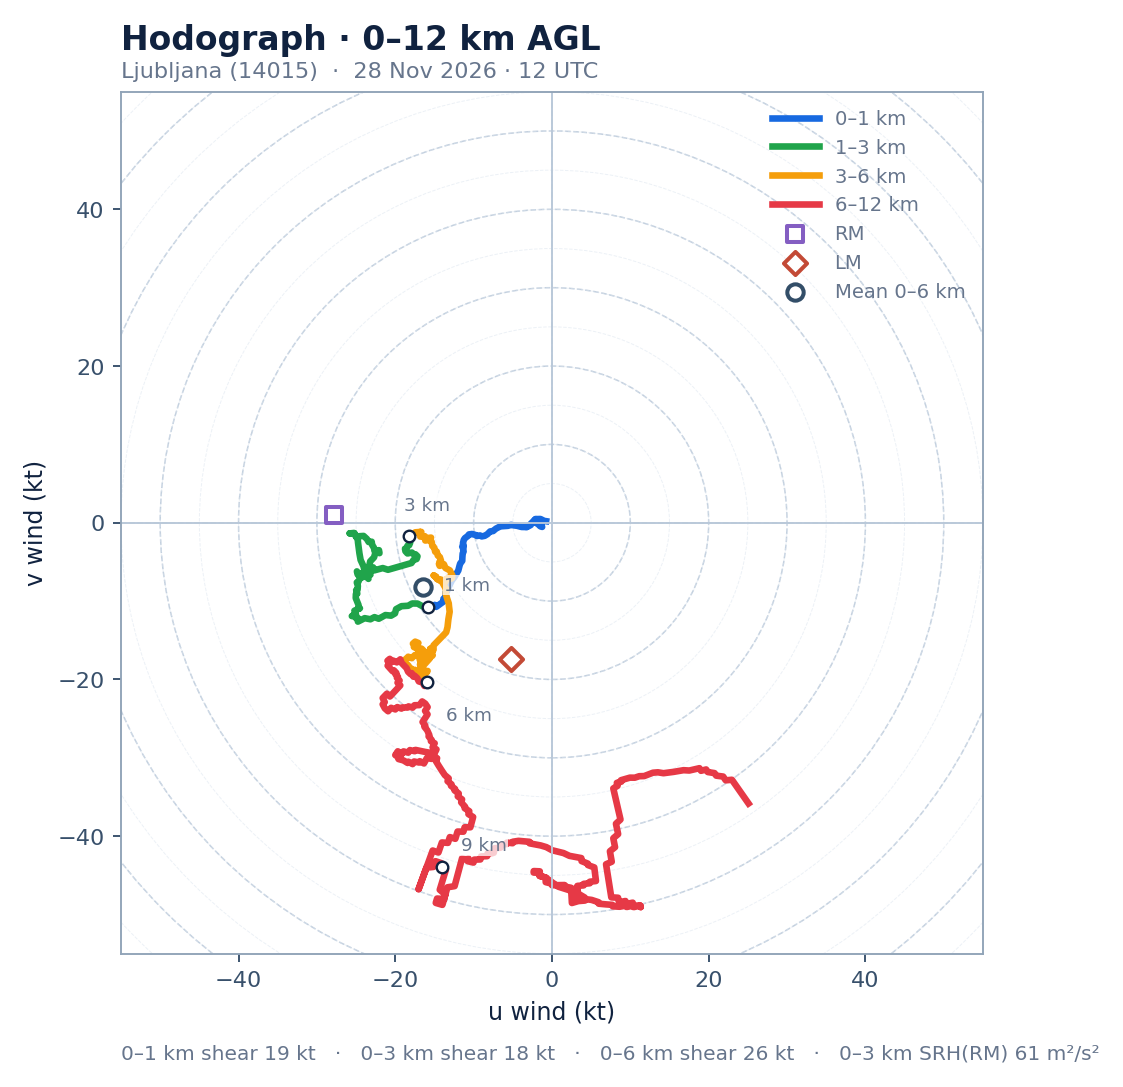 Hodograph · 0–12 km AGL
Ljubljana (14015)  ·  28 Nov 2026 · 12 UTC
0–1 km
1–3 km
3–6 km
6–12 km
RM
LM
Mean 0–6 km
40
20
0
−20
−40
v wind (kt)
3 km
1 km
6 km
9 km
−40
−20
0
20
40
u wind (kt)
0–1 km shear 19 kt   ·   0–3 km shear 18 kt   ·   0–6 km shear 26 kt   ·   0–3 km SRH(RM) 61 m²/s²